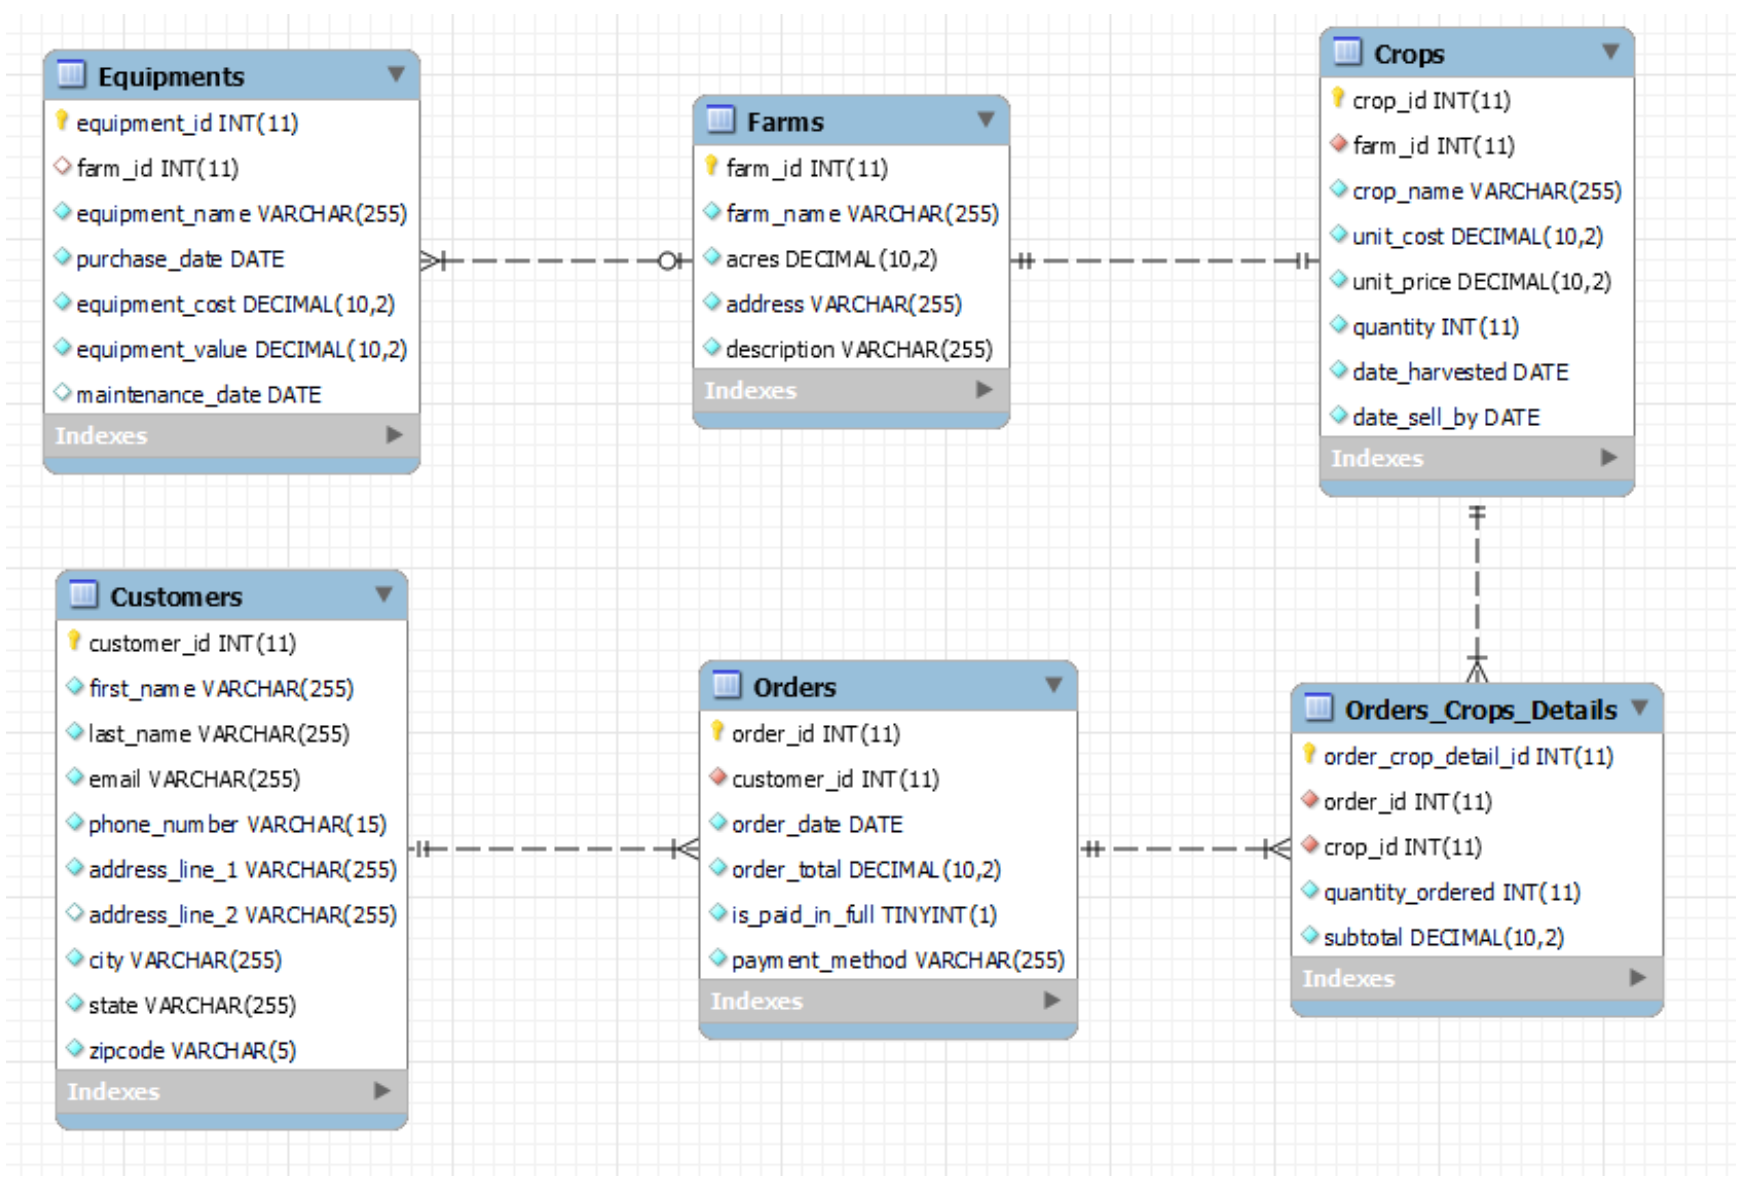 Equipments
equipment_id INT(11)
farm_id INT(11)
equipment_name VARCHAR(255)
purchase_date DATE
equipment_cost DECIMAL(10,2)
equipment_value DECIMAL(10,2)
maintenance_date DATE
Indexes
Farms
farm_id INT(11)
farm_name VARCHAR(255)
acres DECIMAL(10,2)
address VARCHAR(255)
description VARCHAR(255)
Indexes
Crops
crop_id INT(11)
farm_id INT(11)
crop_name VARCHAR(255)
unit_cost DECIMAL(10,2)
unit_price DECIMAL(10,2)
quantity INT(11)
date_harvested DATE
date_sell_by DATE
Indexes
Customers
customer_id INT(11)
first_name VARCHAR(255)
last_name VARCHAR(255)
email VARCHAR(255)
phone_number VARCHAR(15)
address_line_1 VARCHAR(255)
address_line_2 VARCHAR(255)
city VARCHAR(255)
state VARCHAR(255)
zipcode VARCHAR(5)
Indexes
Orders
order_id INT(11)
customer_id INT(11)
order_date DATE
order_total DECIMAL(10,2)
is_paid_in_full TINYINT(1)
payment_method VARCHAR(255)
Indexes
Orders_Crops_Details
order_crop_detail_id INT(11)
order_id INT(11)
crop_id INT(11)
quantity_ordered INT(11)
subtotal DECIMAL(10,2)
Indexes